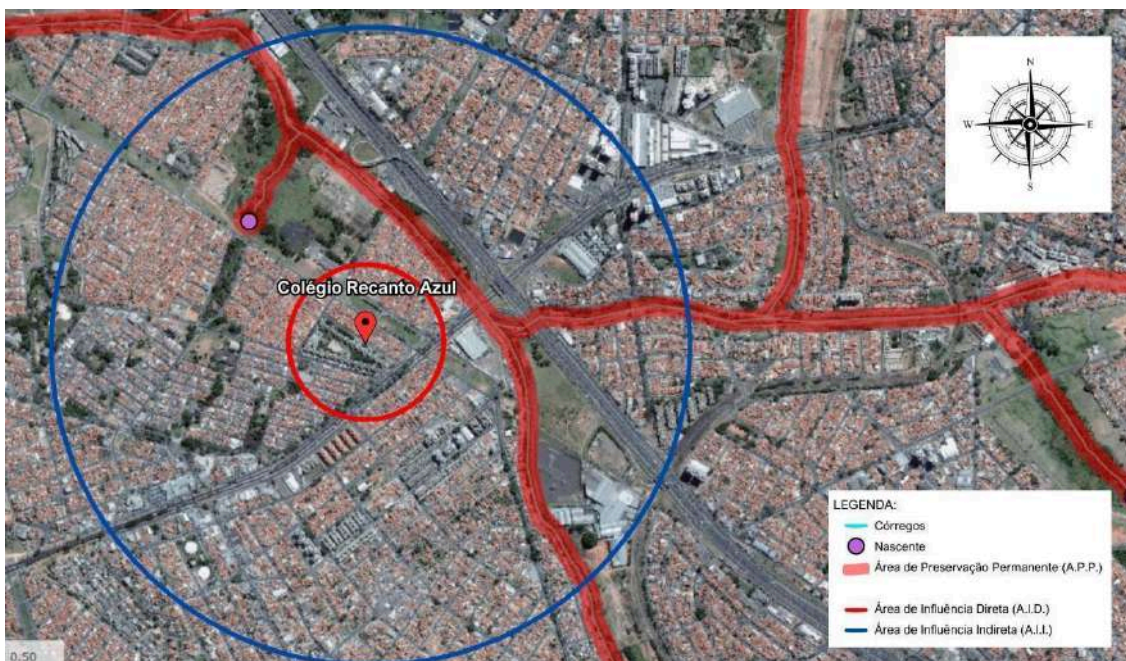 N
W
E
S
Colégio Recanto Azul
LEGENDA:
Córregos
Nascente
Área de Preservação Permanente (A.P.P.)
Área de Influência Direta (A.I.D.)
Área de Influência Indireta (A.I.I.)
0.50